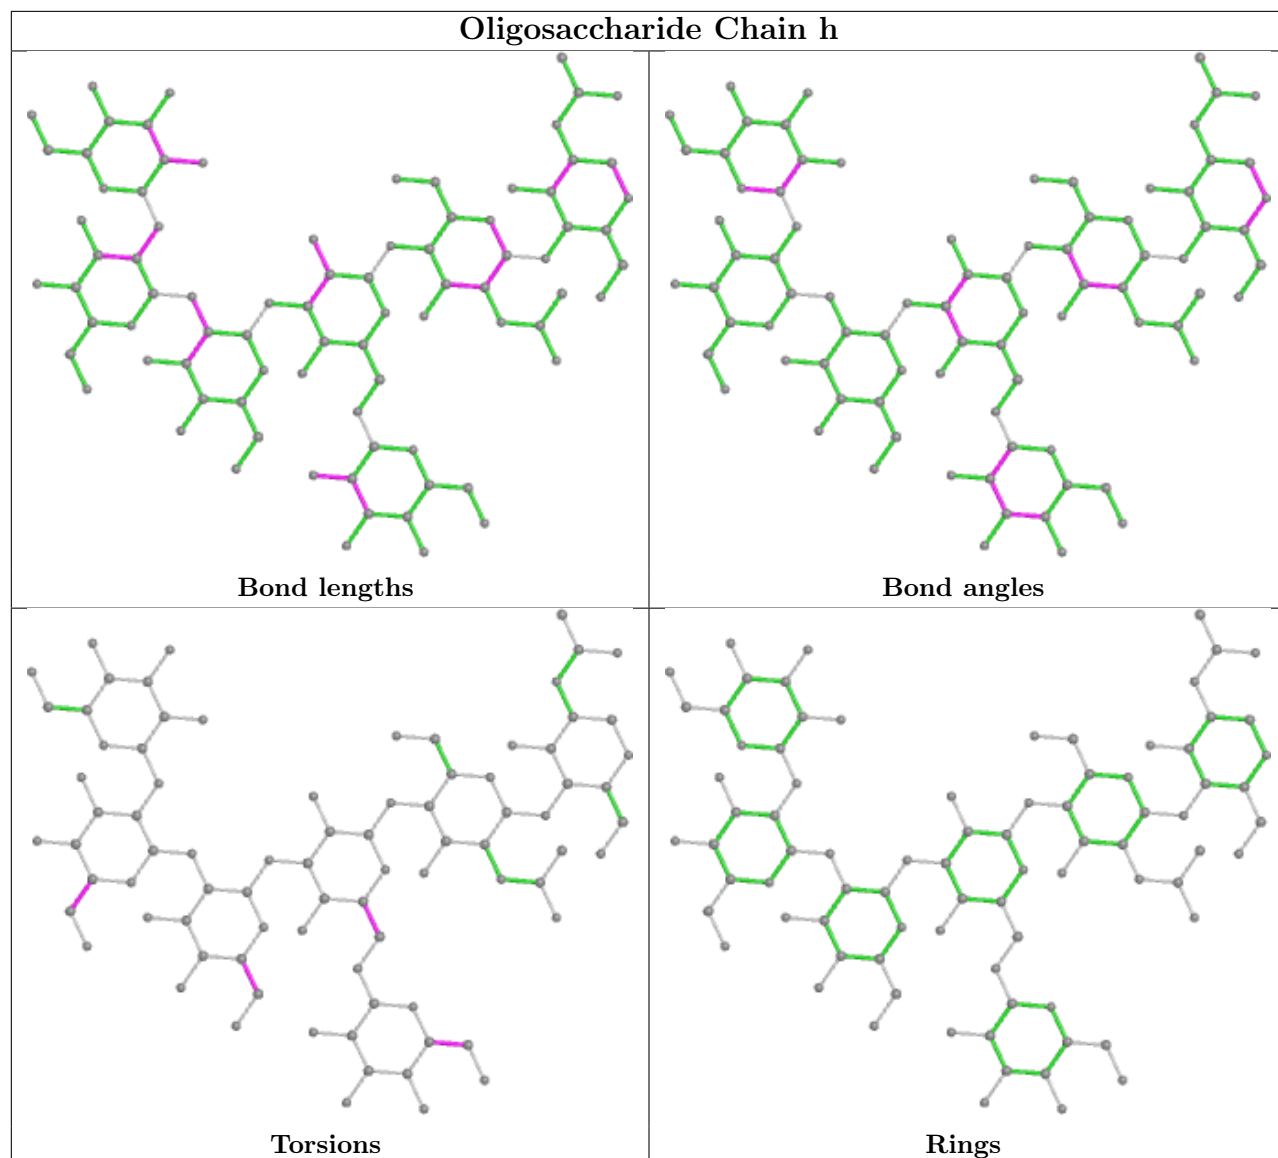 Oligosaccharide Chain h
Bond lengths
Bond angles
Torsions
Rings